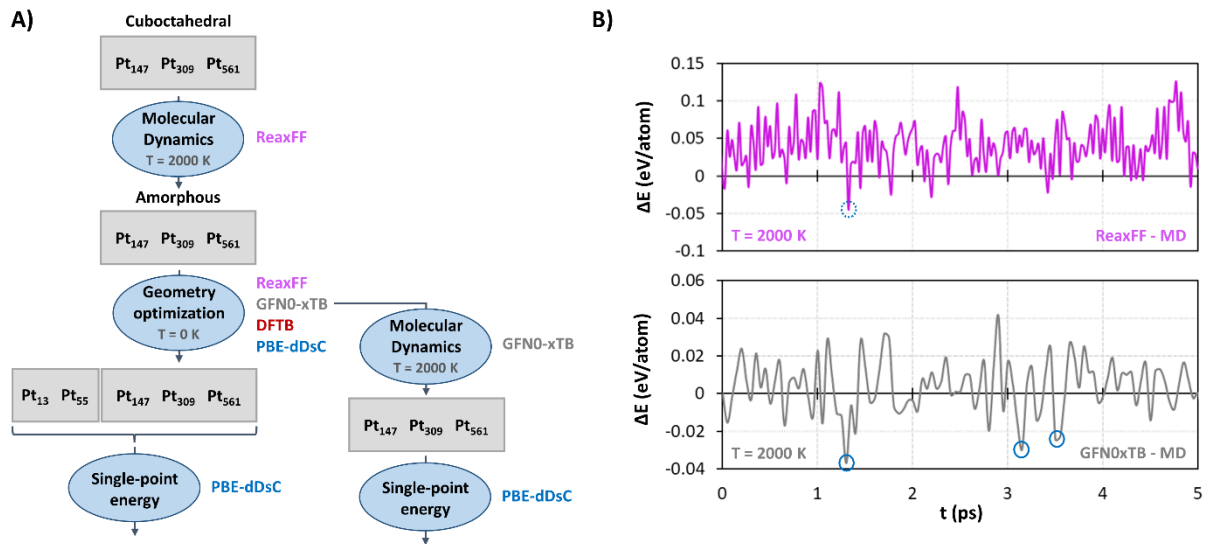 A)
Cuboctahedral
Pt₁₄₇ Pt₃₀₉ Pt₅₆₁
Molecular
Dynamics
T = 2000 K
ReaxFF
Amorphous
Pt₁₄₇ Pt₃₀₉ Pt₅₆₁
Geometry
optimization
T = 0 K
ReaxFF
GFN0-xTB
DFTB
PBE-dDsC
Molecular
Dynamics
T = 2000 K
GFN0-xTB
Pt₁₃ Pt₅₅ Pt₁₄₇ Pt₃₀₉ Pt₅₆₁
Pt₁₄₇ Pt₃₀₉ Pt₅₆₁
Single-point
energy
PBE-dDsC
Single-point
energy
PBE-dDsC
B)
ΔE (eV/atom)
0.15
0.1
0.05
0
-0.05
-0.1
T = 2000 K
ReaxFF - MD
ΔE (eV/atom)
0.06
0.04
0.02
0
-0.02
-0.04
T = 2000 K
GFN0xTB - MD
0 1 2 3 4 5
t (ps)